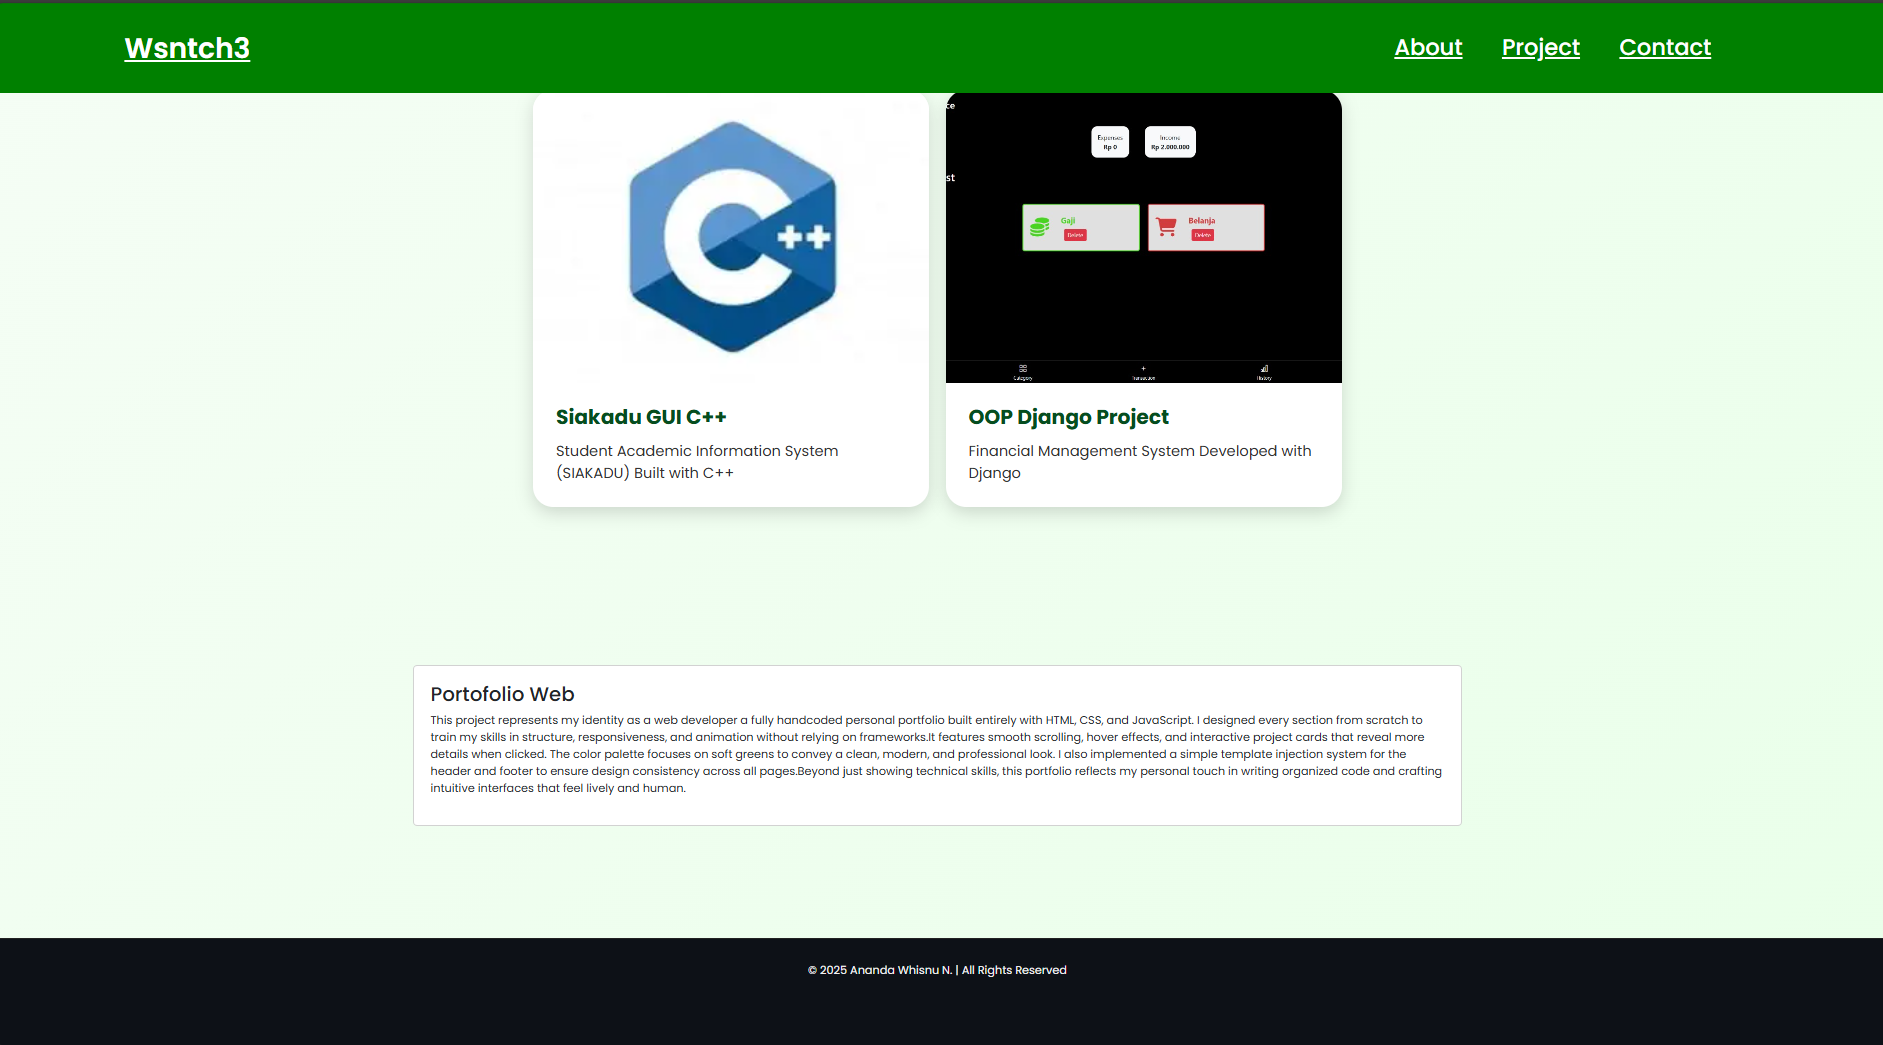 Wsntch3
About Project Contact
C++
ce
Expenses
Rp 0
Income
Rp 2.000.000
st
Gaji
Delete
Belanja
Delete
Category
Transaction
History
Siakadu GUI C++
Student Academic Information System
(SIAKADU) Built with C++
OOP Django Project
Financial Management System Developed with
Django
Portofolio Web
This project represents my identity as a web developer a fully handcoded personal portfolio built entirely with HTML, CSS, and JavaScript. I designed every section from scratch to
train my skills in structure, responsiveness, and animation without relying on frameworks.It features smooth scrolling, hover effects, and interactive project cards that reveal more
details when clicked. The color palette focuses on soft greens to convey a clean, modern, and professional look. I also implemented a simple template injection system for the
header and footer to ensure design consistency across all pages.Beyond just showing technical skills, this portfolio reflects my personal touch in writing organized code and crafting
intuitive interfaces that feel lively and human.
© 2025 Ananda Whisnu N. | All Rights Reserved